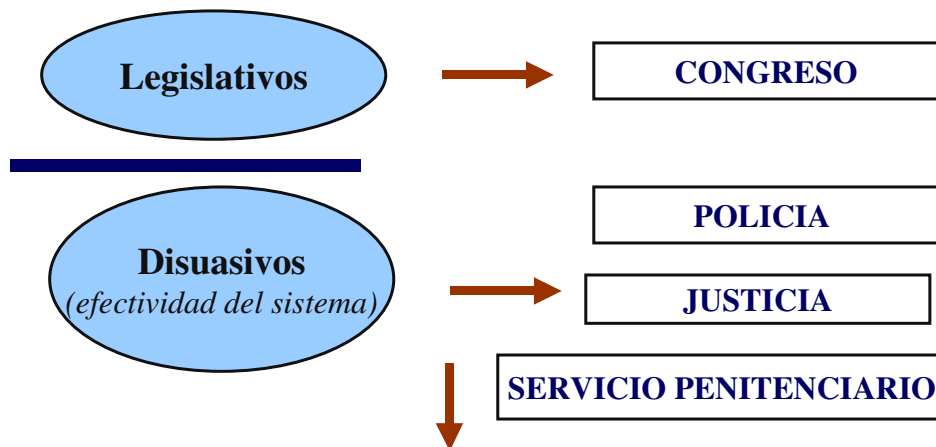 Legislativos
CONGRESO
POLICIA
Disuasivos
(efectividad del sistema)
JUSTICIA
SERVICIO PENITENCIARIO